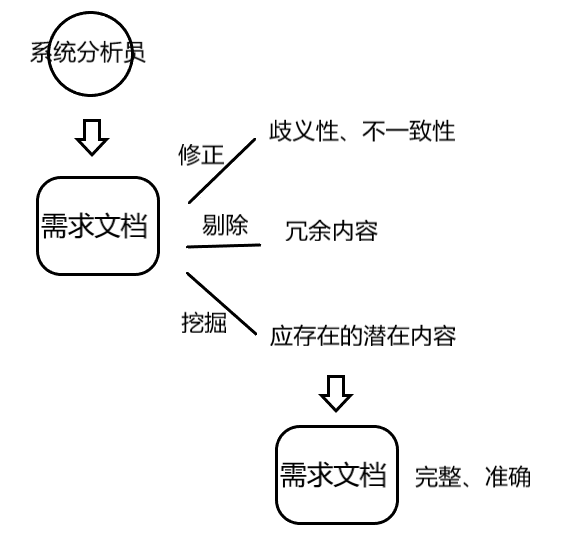 系统分析员
修正
歧义性、不一致性
需求文档
剔除
冗余内容
挖掘
应存在的潜在内容
需求文档
完整、准确